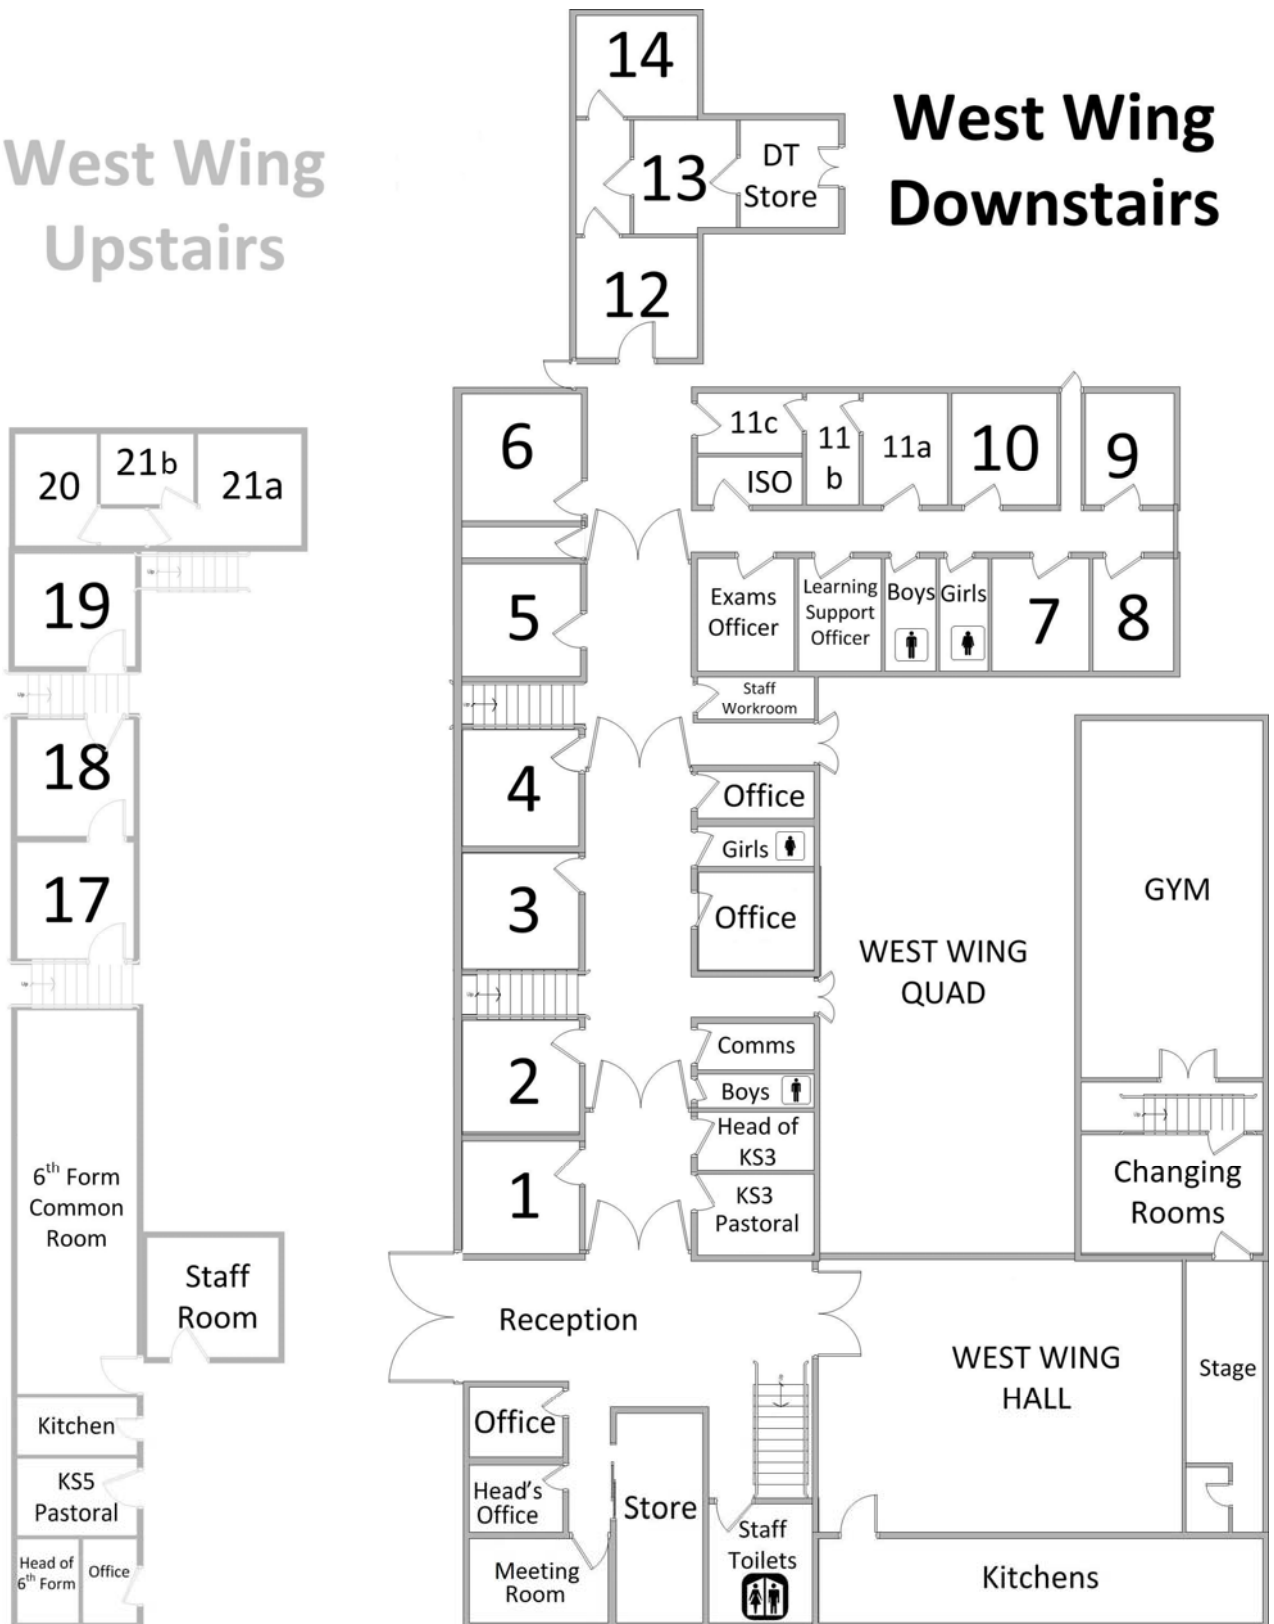 West Wing
Upstairs
West Wing
Downstairs
14
13
DT
Store
12
6
11c
11
b
11a
10
9
ISO
5
Exams
Officer
Learning
Support
Officer
Boys
Girls
7
8
Staff
Workroom
4
Office
Girls
3
Office
2
Comms
Boys
Head of
KS3
1
KS3
Pastoral
WEST WING
QUAD
GYM
Changing
Rooms
Reception
WEST WING
HALL
Stage
Office
Head's
Office
Meeting
Room
Store
Staff
Toilets
Kitchens
20
21b
21a
19
18
17
6th Form
Common
Room
Staff
Room
Kitchen
KS5
Pastoral
Head of
6th Form
Office